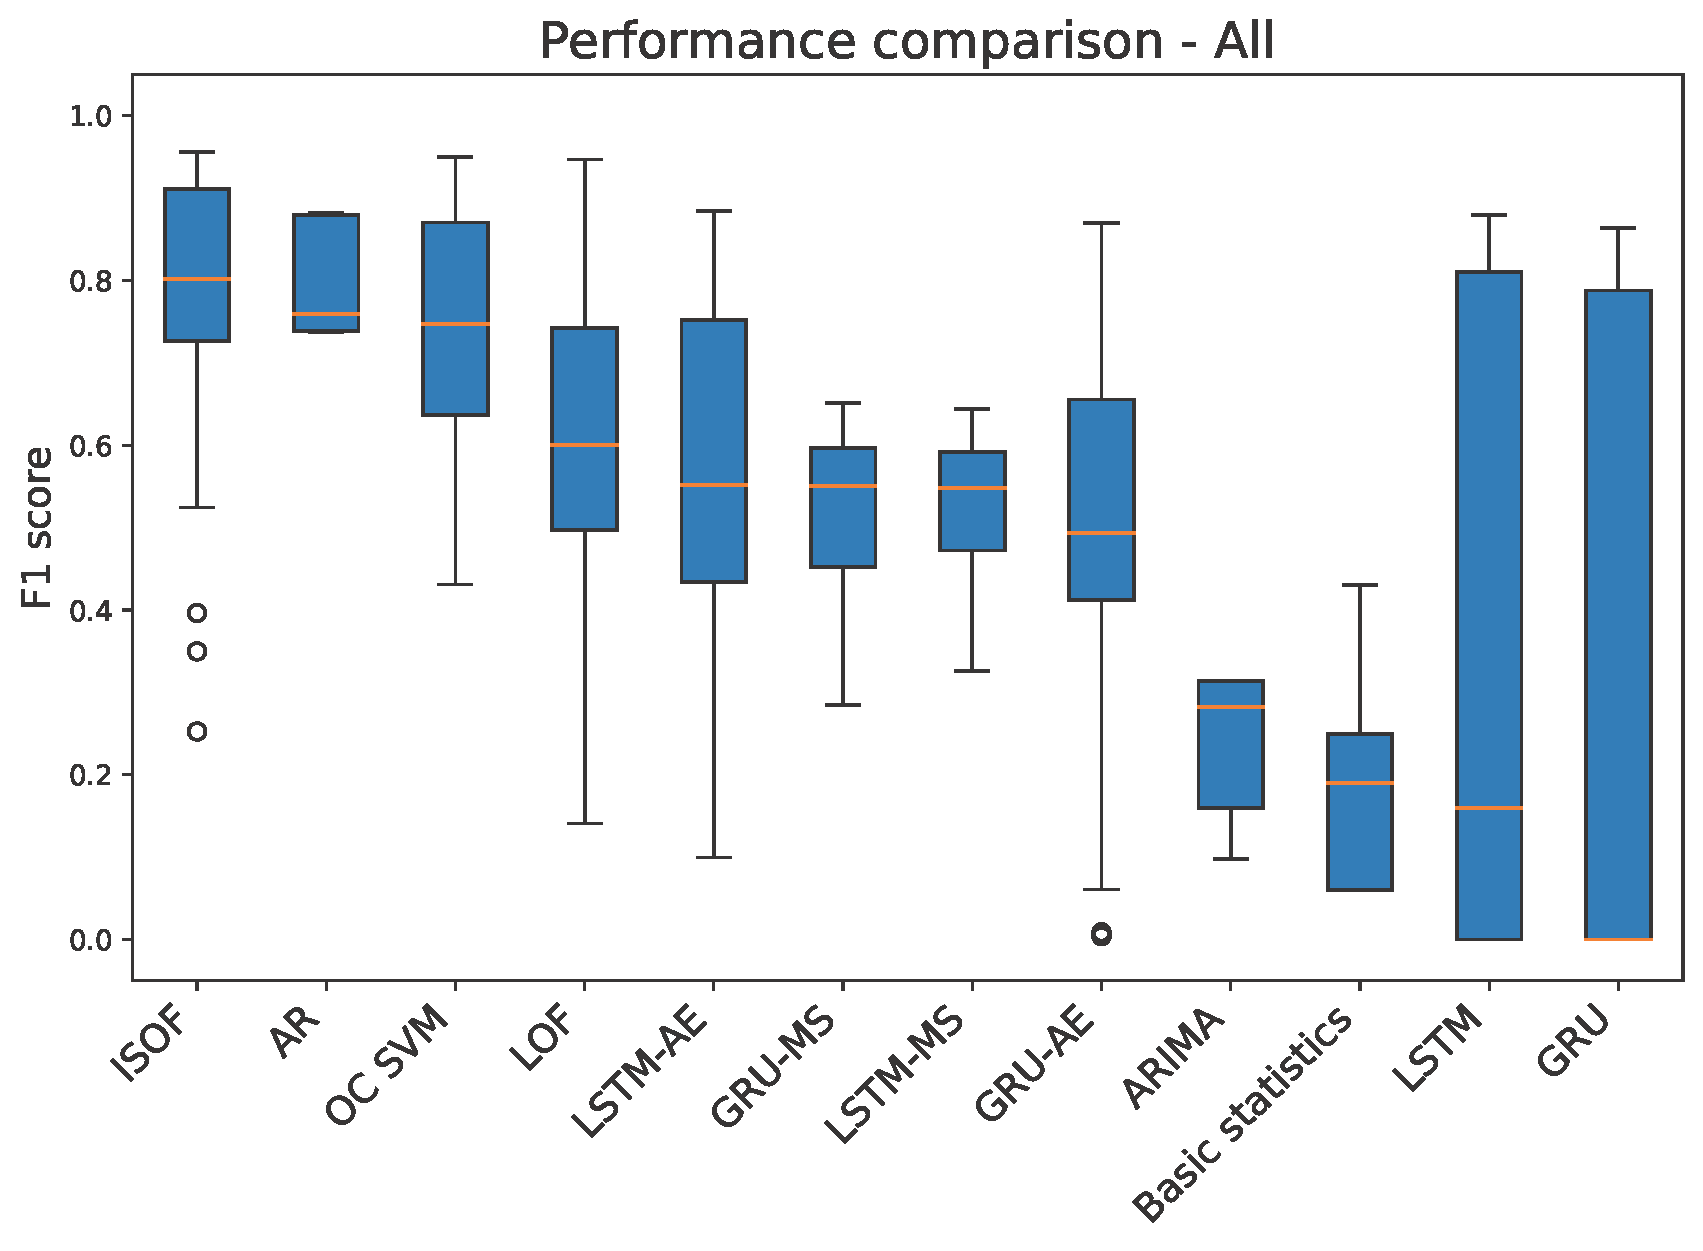 Performance comparison - All
F1 score
1.0
0.8
0.6
0.4
0.2
0.0
ISOF
AR
OC SVM
LOF
LSTM-AE
GRU-MS
LSTM-MS
GRU-AE
ARIMA
Basic statistics
LSTM
GRU